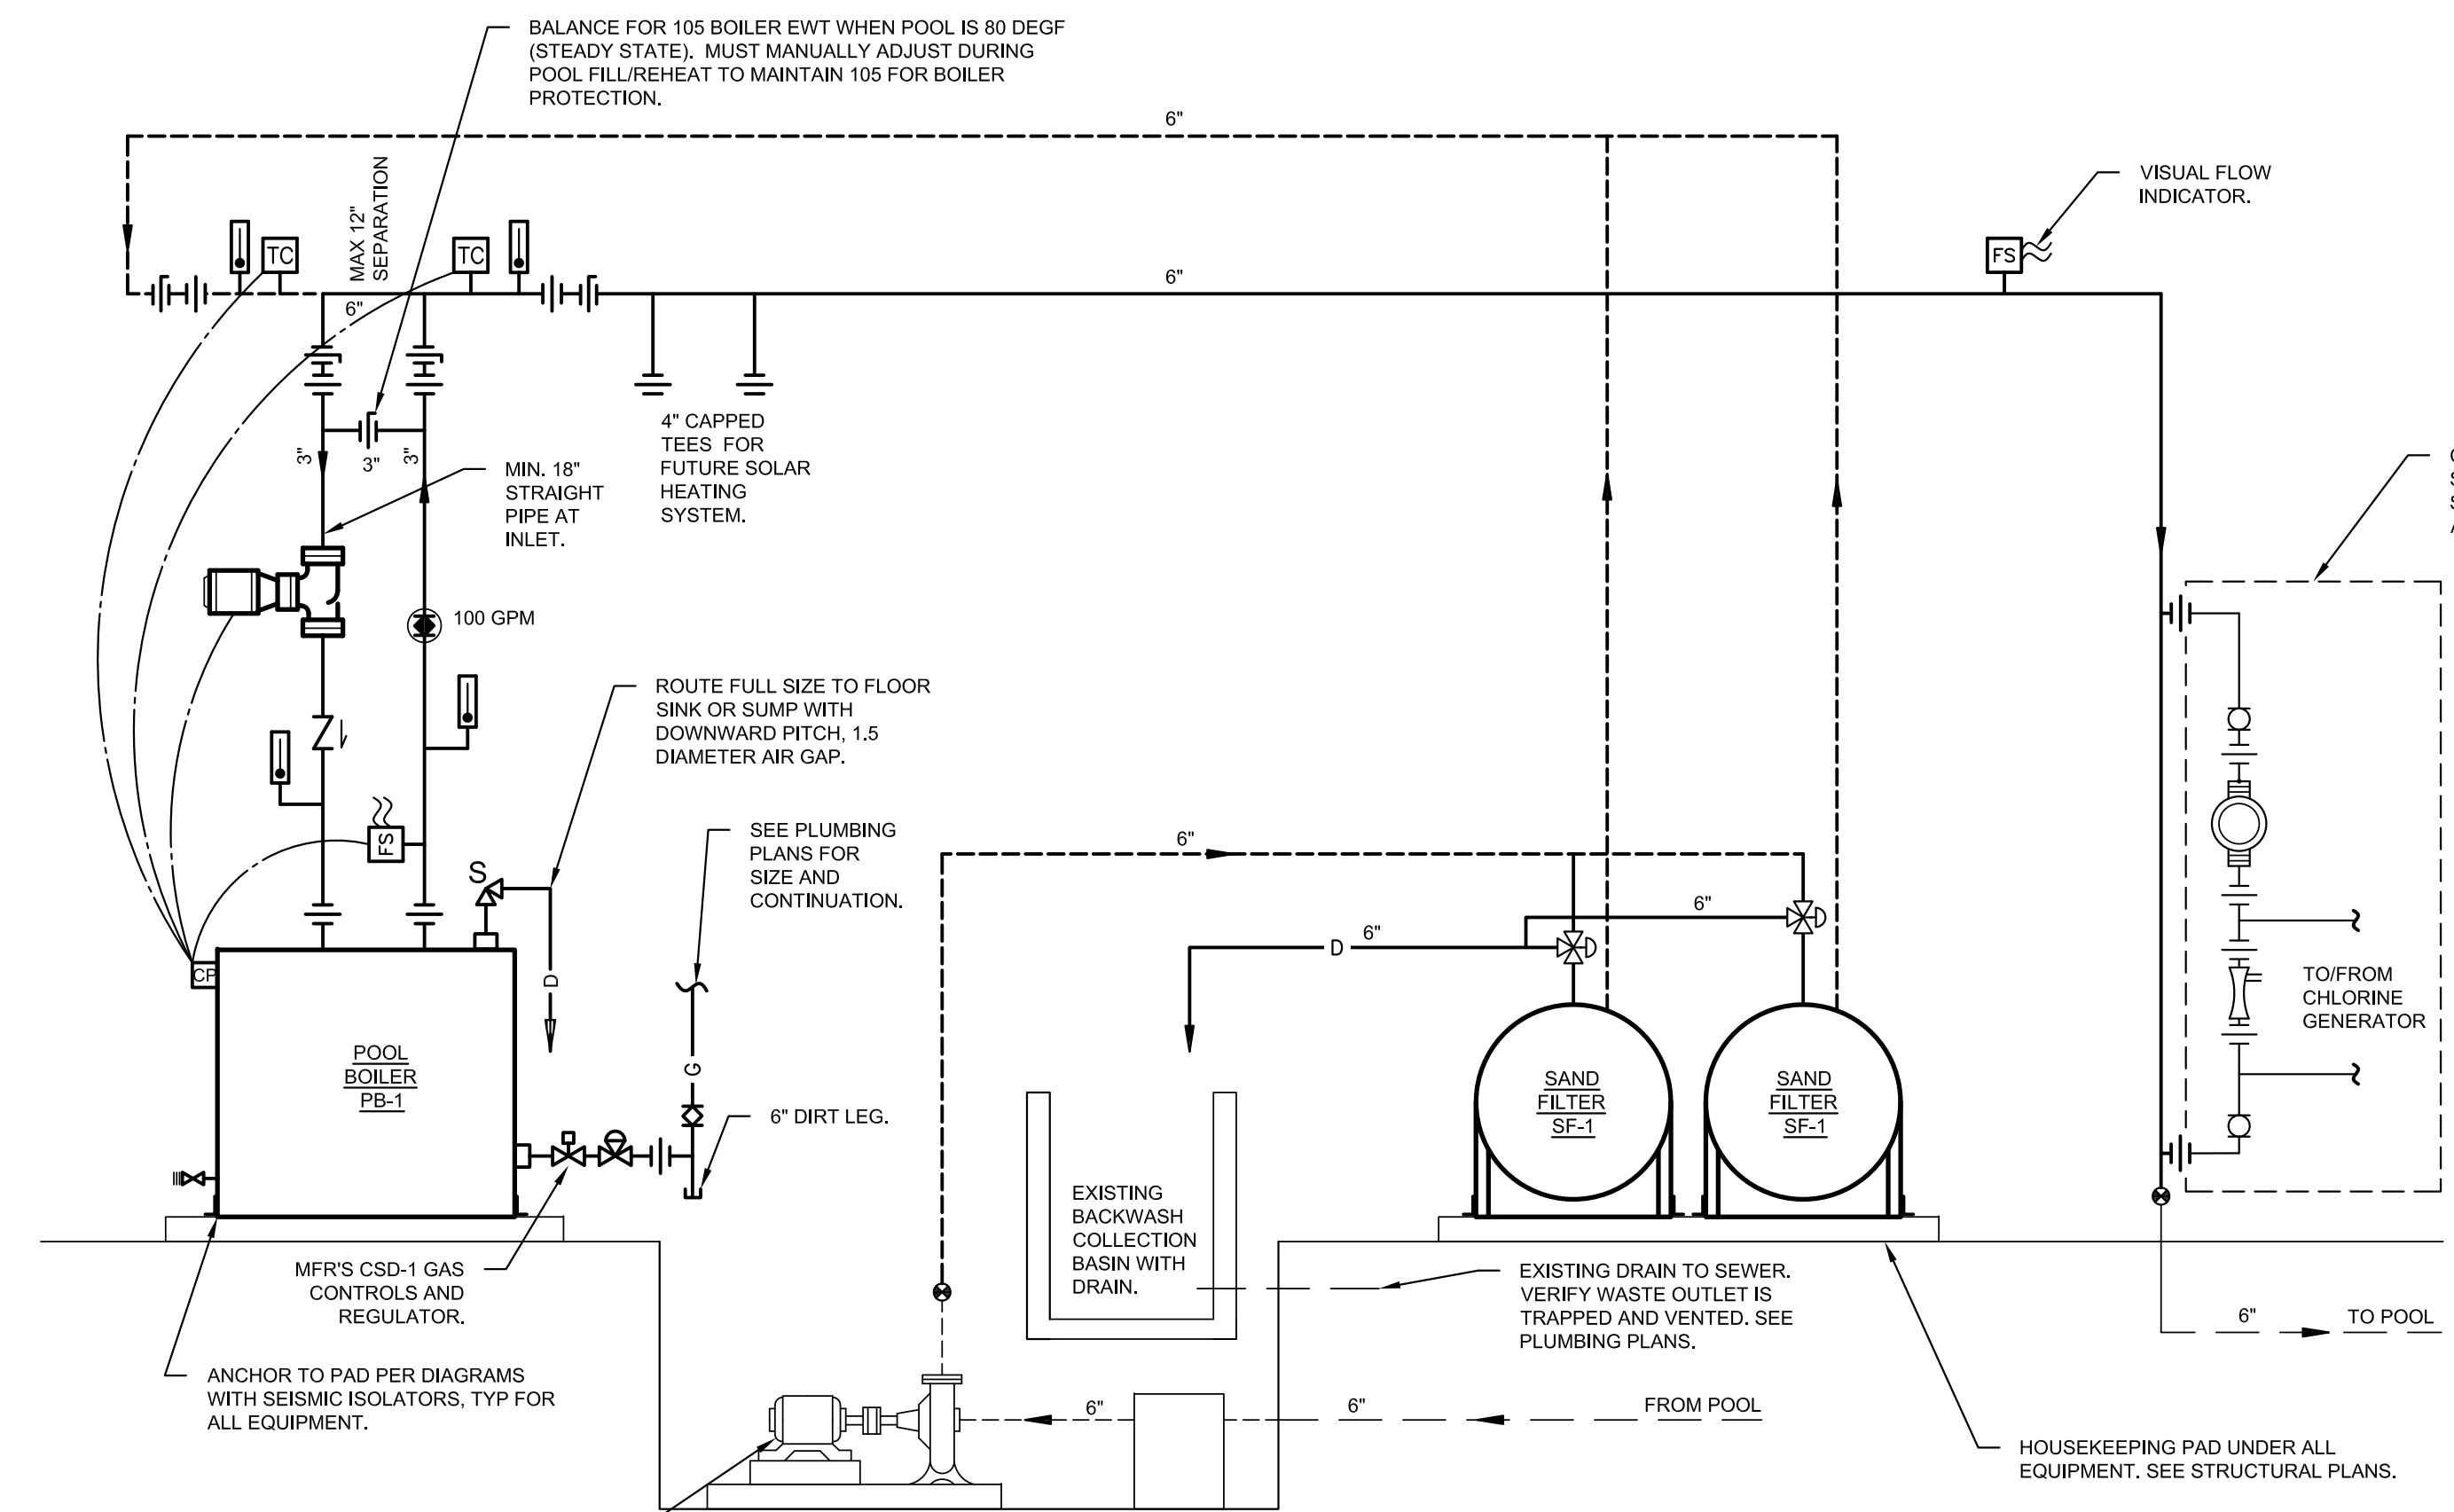 BALANCE FOR 105 BOILER EWT WHEN POOL IS 80 DEGF
(STEADY STATE).  MUST MANUALLY ADJUST DURING
POOL FILL/REHEAT TO MAINTAIN 105 FOR BOILER
PROTECTION.
6"
VISUAL FLOW
INDICATOR.
MAX 12"
SEPARATION
TC
TC
FS
6"
6"
4" CAPPED
TEES  FOR
FUTURE SOLAR
HEATING
SYSTEM.
3"
3"
3"
MIN. 18"
STRAIGHT
PIPE AT
INLET.
100 GPM
ROUTE FULL SIZE TO FLOOR
SINK OR SUMP WITH
DOWNWARD PITCH, 1.5
DIAMETER AIR GAP.
SEE PLUMBING
PLANS FOR
SIZE AND
CONTINUATION.
FS
S
6"
6"
D
6"
CP
D
G
TO/FROM
CHLORINE
GENERATOR
POOL
BOILER
PB-1
SAND
FILTER
SF-1
SAND
FILTER
SF-1
6" DIRT LEG.
EXISTING
BACKWASH
COLLECTION
BASIN WITH
DRAIN.
MFR'S CSD-1 GAS
CONTROLS AND
REGULATOR.
EXISTING DRAIN TO SEWER.
VERIFY WASTE OUTLET IS
TRAPPED AND VENTED. SEE
PLUMBING PLANS.
6"
TO POOL
ANCHOR TO PAD PER DIAGRAMS
WITH SEISMIC ISOLATORS, TYP FOR
ALL EQUIPMENT.
6"
6"
FROM POOL
HOUSEKEEPING PAD UNDER ALL
EQUIPMENT. SEE STRUCTURAL PLANS.